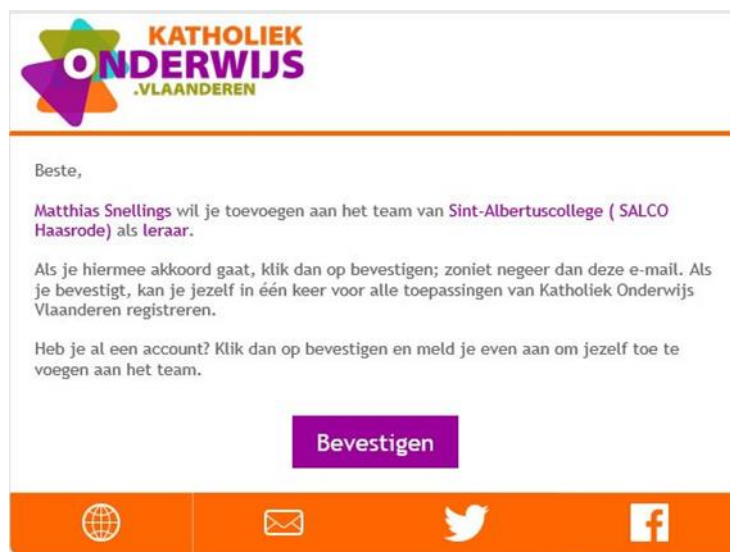 KATHOLIEK
ONDERWIJS
.VLAANDEREN
Beste,
Matthias Snellings wil je toevoegen aan het team van Sint-Albertuscollege ( SALCO
Haasrode) als leraar.
Als je hiermee akkoord gaat, klik dan op bevestigen; zoniet negeer dan deze e-mail. Als
je bevestigt, kan je jezelf in één keer voor alle toepassingen van Katholiek Onderwijs
Vlaanderen registreren.
Heb je al een account? Klik dan op bevestigen en meld je even aan om jezelf toe te
voegen aan het team.
Bevestigen